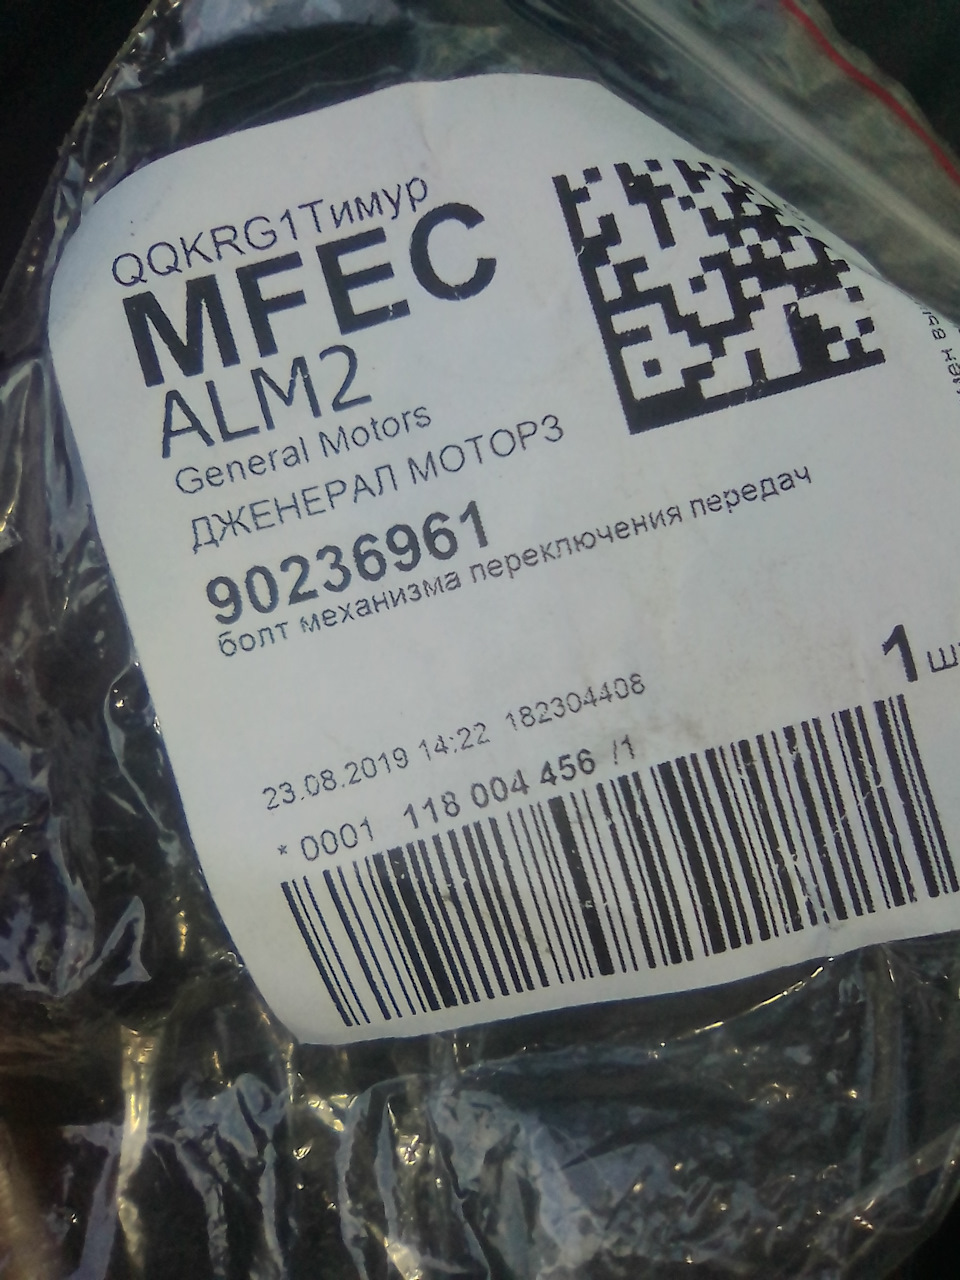 QQKRG1Тимур
MFEC
ALM2
General Motors
ДЖЕНЕРАЛ МОТОРЗ
90236961
болт механизма переключения передач
1
23.08.2019 14:22 182304408
* 0001 118 004 456 /1